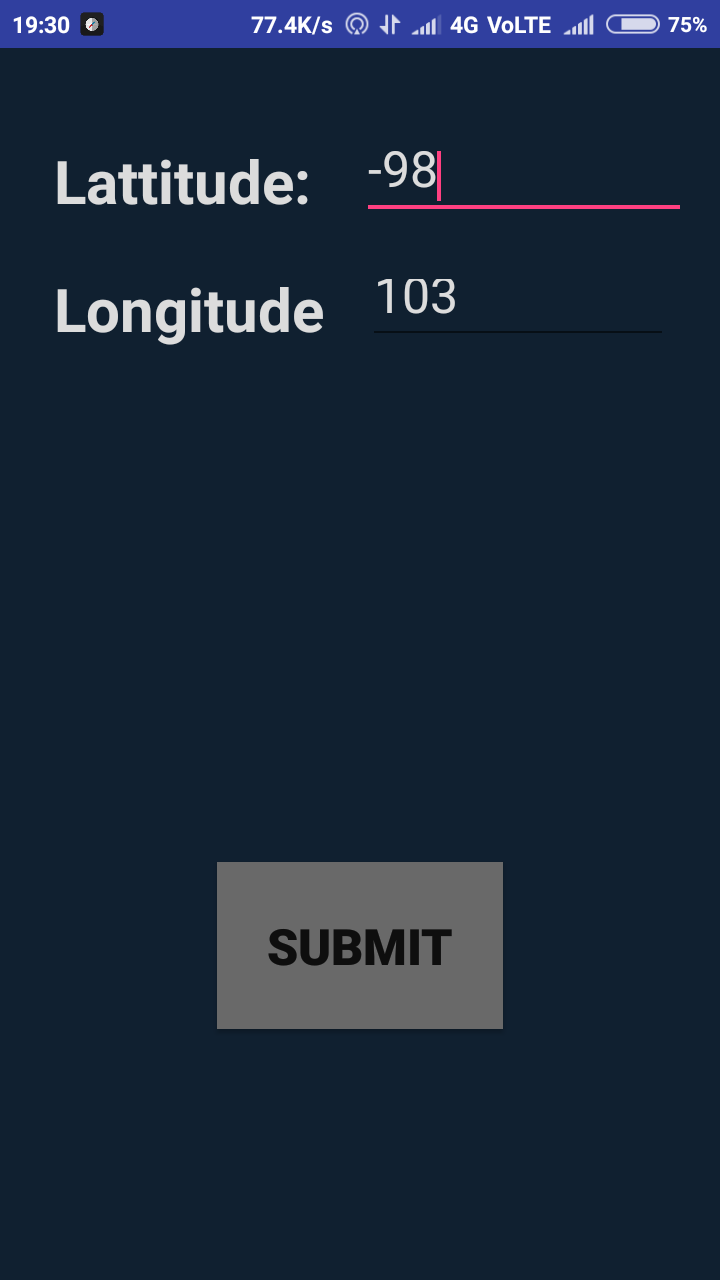 19:30 77.4K/s 4G VoLTE 75%
Lattitude: -98
Longitude 103
SUBMIT